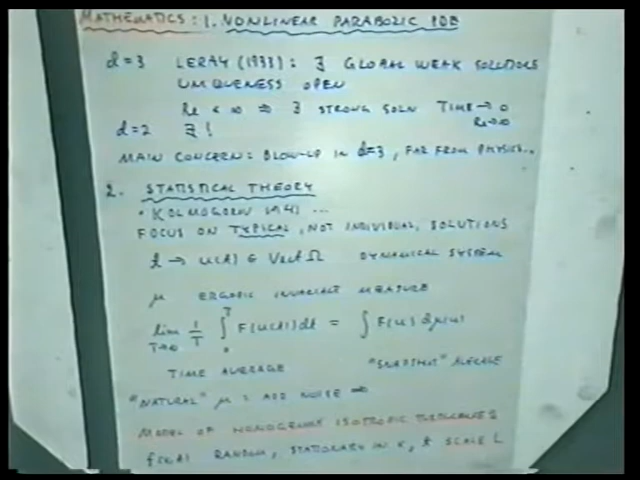 MATHEMATICS: 1. NONLINEAR PARABOLIC PDE
d=3 LERAY (1933): ∃ GLOBAL WEAK SOLUTIONS
UNIQUENESS OPEN
Re < ∞ ⇒ ∃ STRONG SOLN TIME → 0
Re→∞
d=2 ∃!
MAIN CONCERN: BLOW-UP IN d=3, FAR FROM PHYSICS..
2. STATISTICAL THEORY
• KOLMOGOROV 1941 ...
FOCUS ON TYPICAL, NOT INDIVIDUAL, SOLUTIONS
t → u(t) ∈ Vect Ω DYNAMICAL SYSTEM
μ ERGODIC INVARIANT MEASURE
lim T→∞ 1/T ∫ F(u(t))dt = ∫ F(u) dμ(u)
TIME AVERAGE "SNAPSHOT" AVERAGE
"NATURAL" μ : ADD NOISE ⇒
MODEL OF HOMOGENEOUS ISOTROPIC TURBULENCE
f(x,t) RANDOM, STATIONARY IN x, t SCALE L